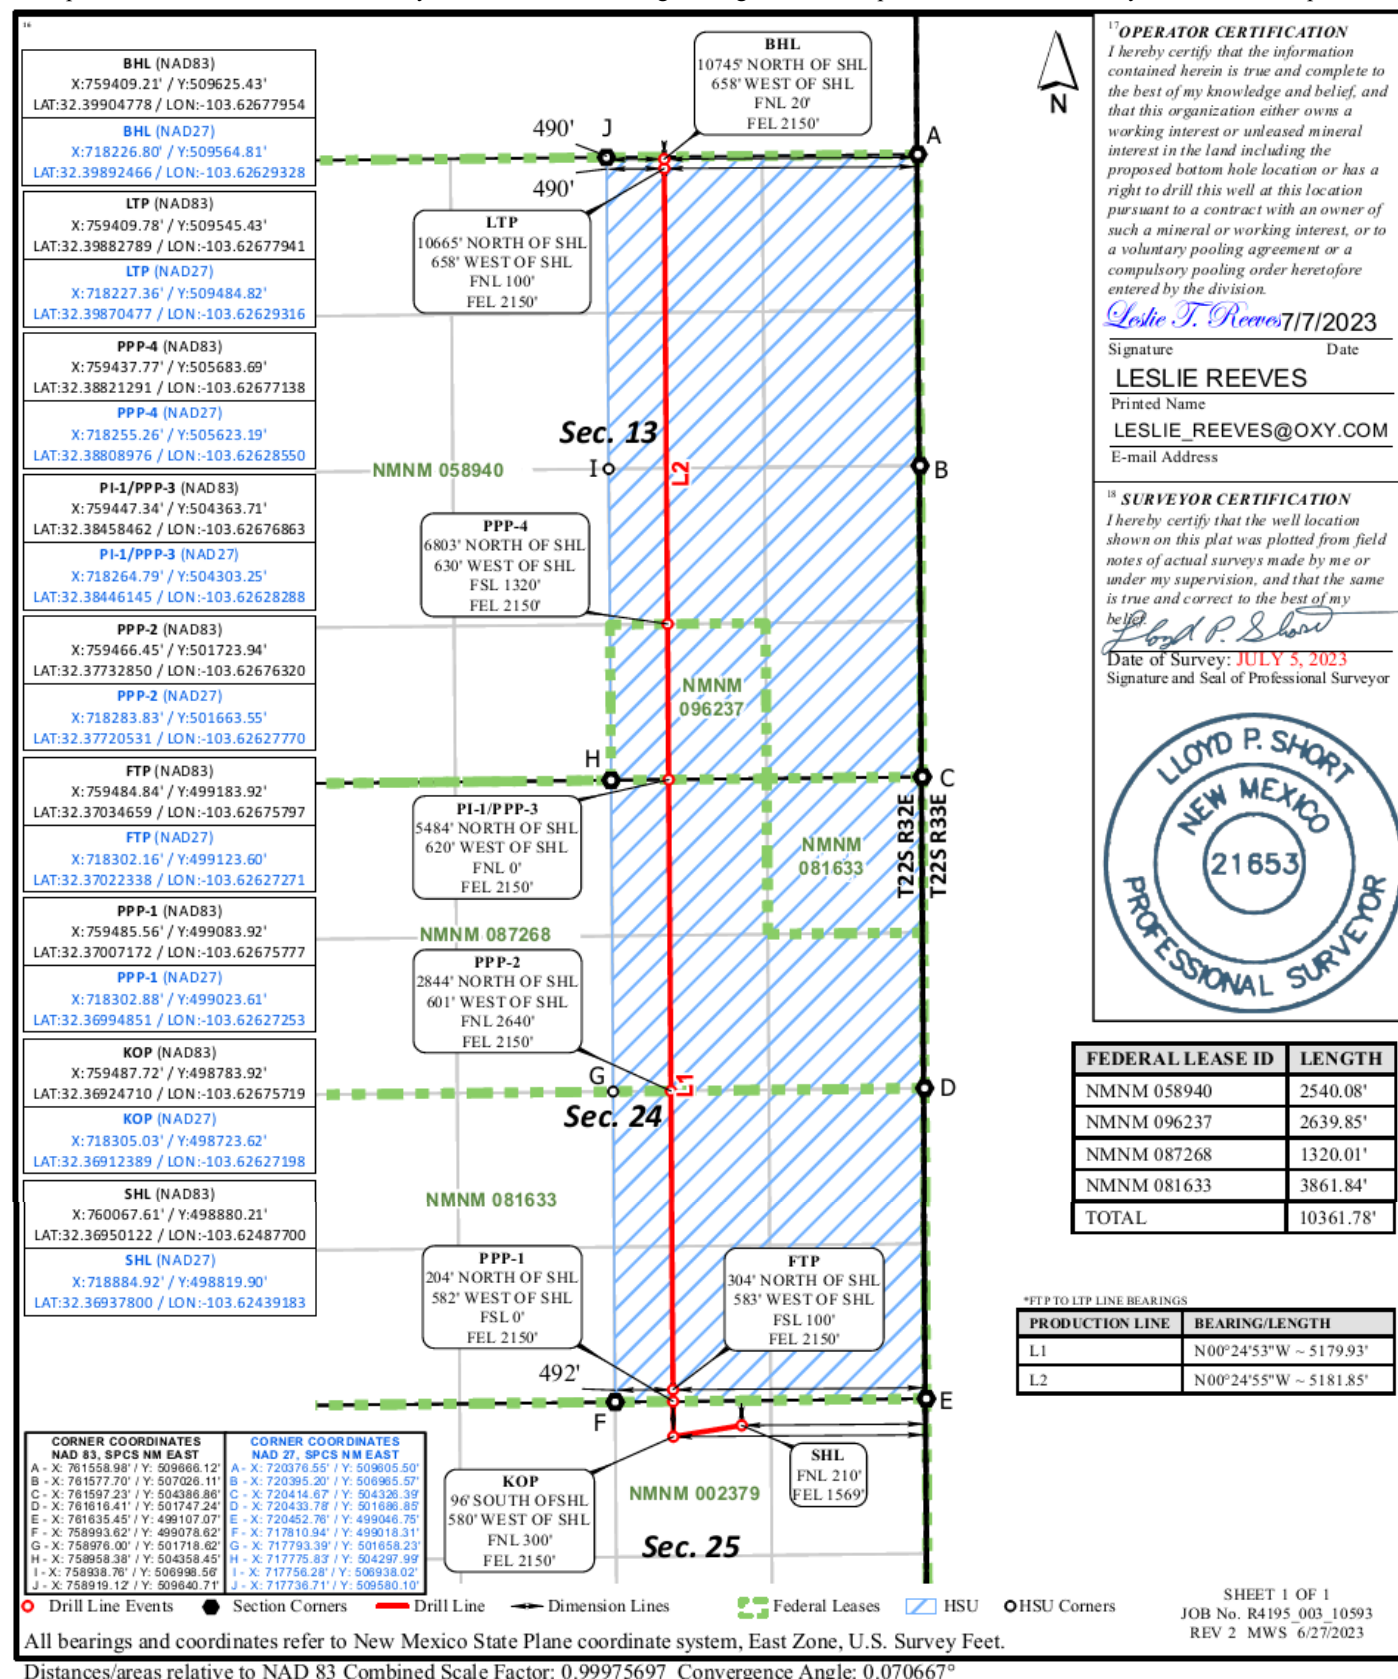 16
BHL (NAD83)
X:759409.21' / Y:509625.43'
LAT:32.39904778 / LON:-103.62677954
BHL (NAD27)
X:718226.80' / Y:509564.81'
LAT:32.39892466 / LON:-103.62629328
LTP (NAD83)
X:759409.78' / Y:509545.43'
LAT:32.39882789 / LON:-103.62677941
LTP (NAD27)
X:718227.36' / Y:509484.82'
LAT:32.39870477 / LON:-103.62629316
PPP-4 (NAD83)
X:759437.77' / Y:505683.69'
LAT:32.38821291 / LON:-103.62677138
PPP-4 (NAD27)
X:718255.26' / Y:505623.19'
LAT:32.38808976 / LON:-103.62628550
PI-1/PPP-3 (NAD83)
X:759447.34' / Y:504363.71'
LAT:32.38458462 / LON:-103.62676863
PI-1/PPP-3 (NAD27)
X:718264.79' / Y:504303.25'
LAT:32.38446145 / LON:-103.62628288
PPP-2 (NAD83)
X:759466.45' / Y:501723.94'
LAT:32.37732850 / LON:-103.62676320
PPP-2 (NAD27)
X:718283.83' / Y:501663.55'
LAT:32.37720531 / LON:-103.62627770
FTP (NAD83)
X:759484.84' / Y:499183.92'
LAT:32.37034659 / LON:-103.62675797
FTP (NAD27)
X:718302.16' / Y:499123.60'
LAT:32.37022338 / LON:-103.62627271
PPP-1 (NAD83)
X:759485.56' / Y:499083.92'
LAT:32.37007172 / LON:-103.62675777
PPP-1 (NAD27)
X:718302.88' / Y:499023.61'
LAT:32.36994851 / LON:-103.62627253
KOP (NAD83)
X:759487.72' / Y:498783.92'
LAT:32.36924710 / LON:-103.62675719
KOP (NAD27)
X:718305.03' / Y:498723.62'
LAT:32.36912389 / LON:-103.62627198
SHL (NAD83)
X:760067.61' / Y:498880.21'
LAT:32.36950122 / LON:-103.62487700
SHL (NAD27)
X:718884.92' / Y:498819.90'
LAT:32.36937800 / LON:-103.62439183
BHL
10745' NORTH OF SHL
658' WEST OF SHL
FNL 20'
FEL 2150'
N
490'
J
A
490'
LTP
10665' NORTH OF SHL
658' WEST OF SHL
FNL 100'
FEL 2150'
Sec. 13
NMNM 058940
I
L2
B
PPP-4
6803' NORTH OF SHL
630' WEST OF SHL
FSL 1320'
FEL 2150'
NMNM
096237
H
C
PI-1/PPP-3
5484' NORTH OF SHL
620' WEST OF SHL
FNL 0'
FEL 2150'
NMNM
081633
T22S R32E
T22S R33E
NMNM 087268
PPP-2
2844' NORTH OF SHL
601' WEST OF SHL
FNL 2640'
FEL 2150'
G
L1
D
Sec. 24
NMNM 081633
PPP-1
204' NORTH OF SHL
582' WEST OF SHL
FSL 0'
FEL 2150'
FTP
304' NORTH OF SHL
583' WEST OF SHL
FSL 100'
FEL 2150'
492'
F
E
KOP
96' SOUTH OF SHL
580' WEST OF SHL
FNL 300'
FEL 2150'
SHL
FNL 210'
FEL 1569'
NMNM 002379
Sec. 25
17 OPERATOR CERTIFICATION
I hereby certify that the information
contained herein is true and complete to
the best of my knowledge and belief, and
that this organization either owns a
working interest or unleased mineral
interest in the land including the
proposed bottom hole location or has a
right to drill this well at this location
pursuant to a contract with an owner of
such a mineral or working interest, or to
a voluntary pooling agreement or a
compulsory pooling order heretofore
entered by the division.
Leslie T. Reeves 7/7/2023
Signature Date
LESLIE REEVES
Printed Name
LESLIE_REEVES@OXY.COM
E-mail Address
18 SURVEYOR CERTIFICATION
I hereby certify that the well location
shown on this plat was plotted from field
notes of actual surveys made by me or
under my supervision, and that the same
is true and correct to the best of my
belief.
Lloyd P. Short
Date of Survey: JULY 5, 2023
Signature and Seal of Professional Surveyor
LLOYD P. SHORT
NEW MEXICO
21653
PROFESSIONAL SURVEYOR
FEDERAL LEASE ID LENGTH
NMNM 058940 2540.08'
NMNM 096237 2639.85'
NMNM 087268 1320.01'
NMNM 081633 3861.84'
TOTAL 10361.78'
*FTP TO LTP LINE BEARINGS
PRODUCTION LINE BEARING/LENGTH
L1 N00°24'53"W ~ 5179.93'
L2 N00°24'55"W ~ 5181.85'
CORNER COORDINATES
NAD 83, SPCS NM EAST
A - X: 761558.98' / Y: 509666.12'
B - X: 761577.70' / Y: 507026.11'
C - X: 761597.23' / Y: 504386.86'
D - X: 761616.41' / Y: 501747.24'
E - X: 761635.45' / Y: 499107.07'
F - X: 758993.62' / Y: 499078.62'
G - X: 758976.00' / Y: 501718.62'
H - X: 758958.38' / Y: 504358.45'
I - X: 758938.76' / Y: 506998.56'
J - X: 758919.12' / Y: 509640.71'
CORNER COORDINATES
NAD 27, SPCS NM EAST
A - X: 720376.55' / Y: 509605.50'
B - X: 720395.20' / Y: 506965.57'
C - X: 720414.67' / Y: 504326.39'
D - X: 720433.78' / Y: 501686.85'
E - X: 720452.76' / Y: 499046.75'
F - X: 717810.94' / Y: 499018.31'
G - X: 717793.39' / Y: 501658.23'
H - X: 717775.83' / Y: 504297.99'
I - X: 717756.28' / Y: 506938.02'
J - X: 717736.71' / Y: 509580.10'
Drill Line Events Section Corners Drill Line Dimension Lines Federal Leases HSU HSU Corners
SHEET 1 OF 1
JOB No. R4195_003_10593
REV 2 MWS 6/27/2023
All bearings and coordinates refer to New Mexico State Plane coordinate system, East Zone, U.S. Survey Feet.
Distances/areas relative to NAD 83 Combined Scale Factor: 0.99975697 Convergence Angle: 0.070667°